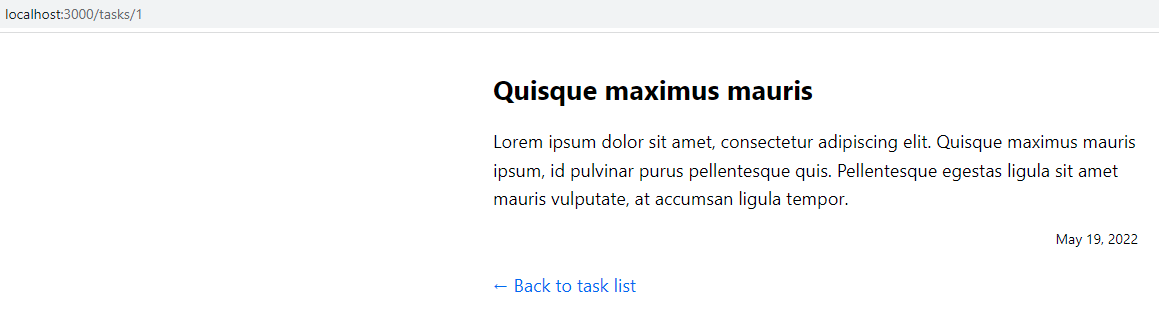 localhost:3000/tasks/1
Quisque maximus mauris
Lorem ipsum dolor sit amet, consectetur adipiscing elit. Quisque maximus mauris
ipsum, id pulvinar purus pellentesque quis. Pellentesque egestas ligula sit amet
mauris vulputate, at accumsan ligula tempor.
May 19, 2022
← Back to task list